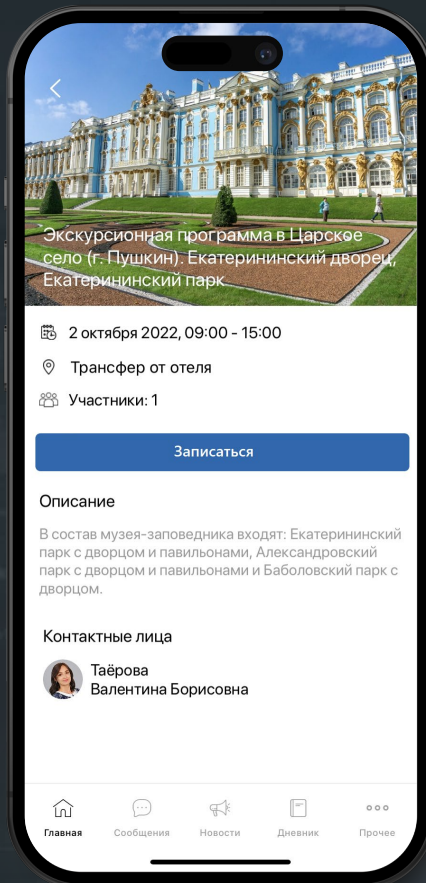 Экскурсионная программа в Царское
село (г. Пушкин). Екатерининский дворец,
Екатерининский парк
2 октября 2022, 09:00 - 15:00
Трансфер от отеля
Участники: 1
Записаться
Описание
В состав музея-заповедника входят: Екатерининский
парк с дворцом и павильонами, Александровский
парк с дворцом и павильонами и Баболовский парк с
дворцом.
Контактные лица
Таёрова
Валентина Борисовна
Главная
Сообщения
Новости
Дневник
Прочее